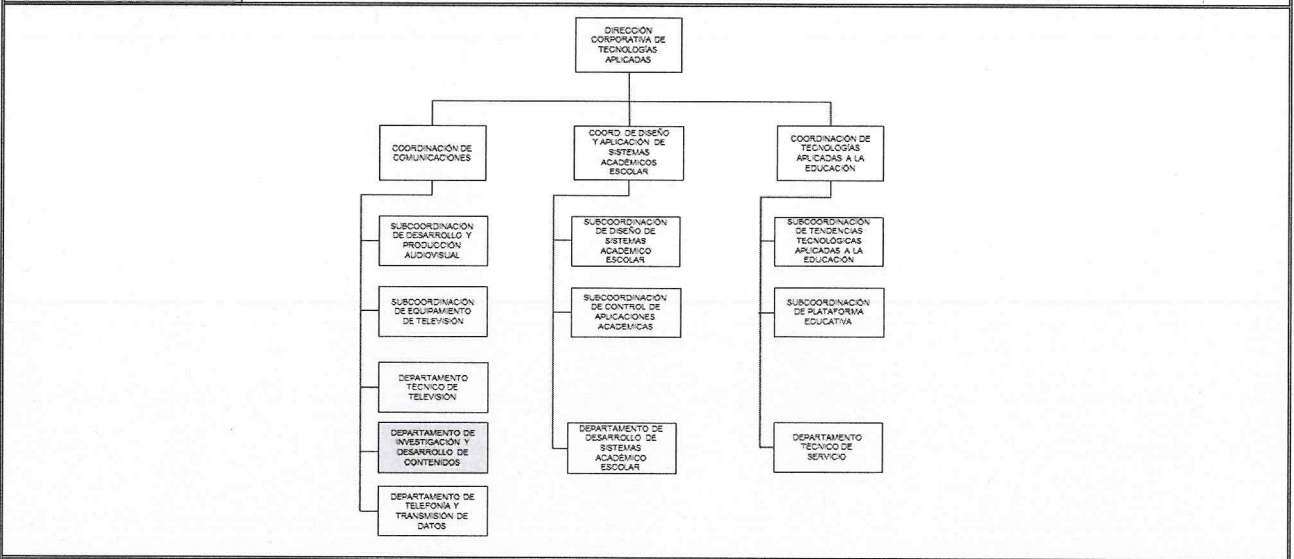 DIRECCIÓN
CORPORATIVA DE
TECNOLOGÍAS
APLICADAS
COORDINACIÓN DE
COMUNICACIONES
COORD. DE DISEÑO
Y APLICACIÓN DE
SISTEMAS
ACADÉMICOS
ESCOLAR
COORDINACIÓN DE
TECNOLOGÍAS
APLICADAS A LA
EDUCACIÓN
SUBCOORDINACIÓN
DE DESARROLLO Y
PRODUCCIÓN
AUDIOVISUAL
SUBCOORDINACIÓN
DE DISEÑO DE
SISTEMAS
ACADÉMICO
ESCOLAR
SUBCOORDINACIÓN
DE TENDENCIAS
TECNOLÓGICAS
APLICADAS A LA
EDUCACIÓN
SUBCOORDINACIÓN
DE EQUIPAMIENTO
DE TELEVISIÓN
SUBCOORDINACIÓN
DE CONTROL DE
APLICACIONES
ACADÉMICAS
SUBCOORDINACIÓN
DE PLATAFORMA
EDUCATIVA
DEPARTAMENTO
TÉCNICO DE
TELEVISIÓN
DEPARTAMENTO DE
INVESTIGACIÓN Y
DESARROLLO DE
CONTENIDOS
DEPARTAMENTO DE
DESARROLLO DE
SISTEMAS
ACADÉMICO
ESCOLAR
DEPARTAMENTO
TÉCNICO DE
SERVICIO
DEPARTAMENTO DE
TELEFONÍA Y
TRANSMISIÓN DE
DATOS